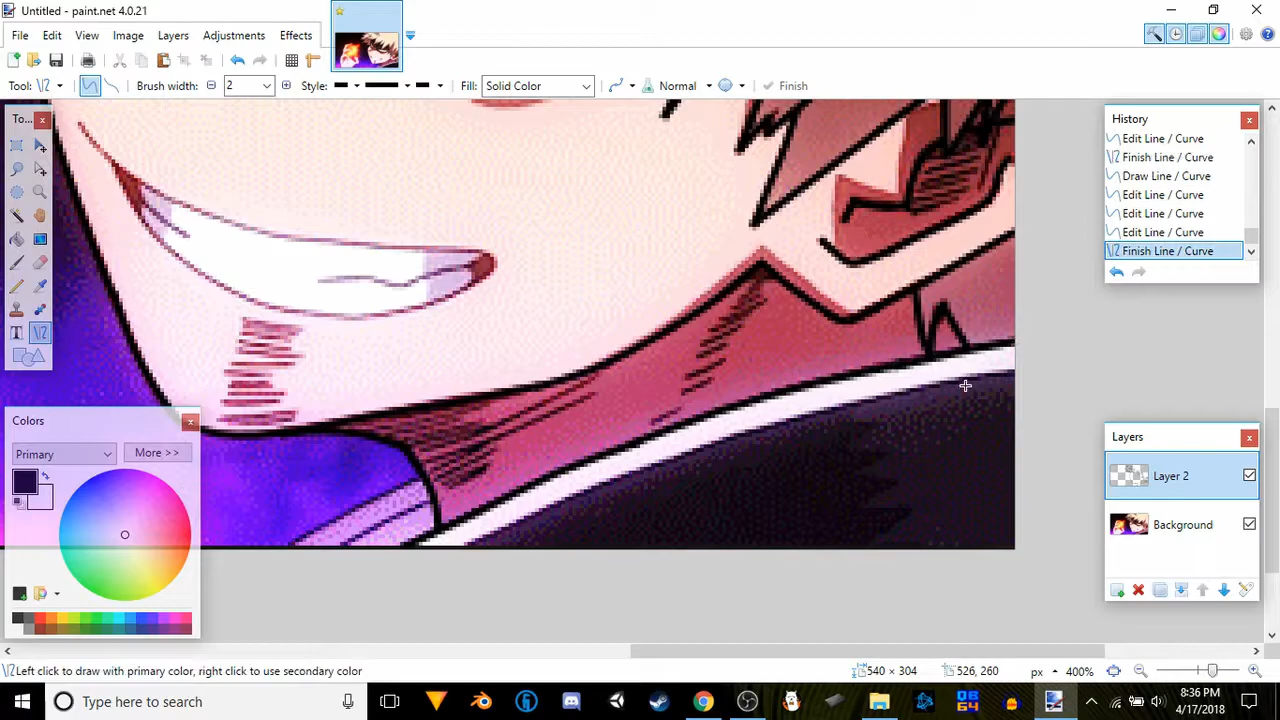 Untitled - paint.net 4.0.21
File Edit View Image Layers Adjustments Effects
Tool: Brush width: 2 Style: Fill: Solid Color Normal Finish
To...
History
Edit Line / Curve
Finish Line / Curve
Draw Line / Curve
Edit Line / Curve
Edit Line / Curve
Edit Line / Curve
Finish Line / Curve
Colors
Primary More >>
Layers
Layer 2
Background
Left click to draw with primary color, right click to use secondary color 540 × 304 526, 260 px 400%
Type here to search
8:36 PM
4/17/2018